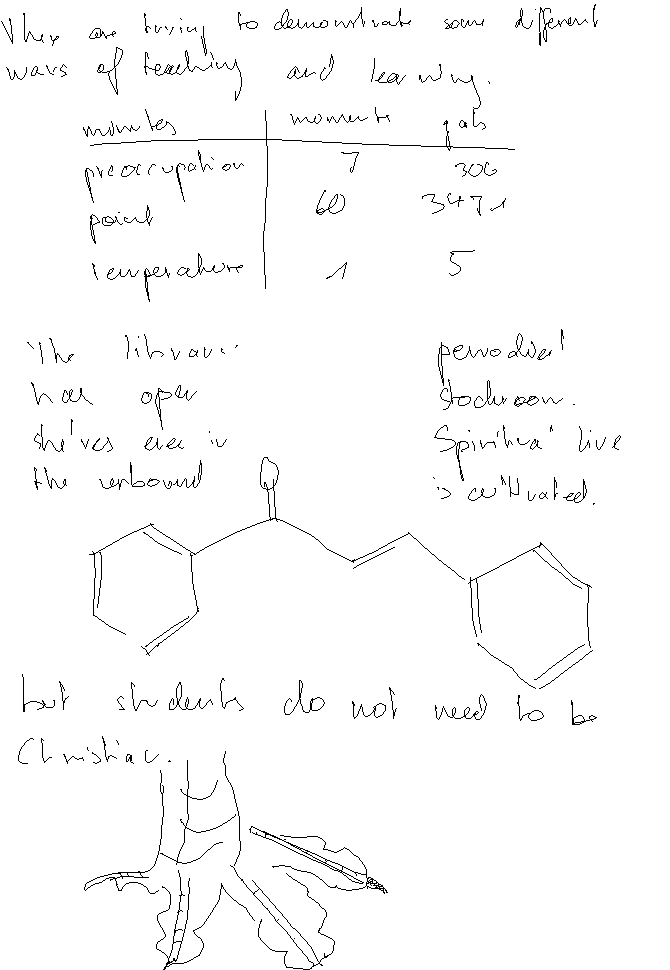 They are trying to demonstrate some different
ways of teaching and learning.
minutes moments gals
preoccupation 7 306
point 60 3471
temperature 1 5
The library
has open
shelves even in
the unbound
periodical
stockroom.
Spiritual live
is cultivated.
O
but students do not need to be
Christian.